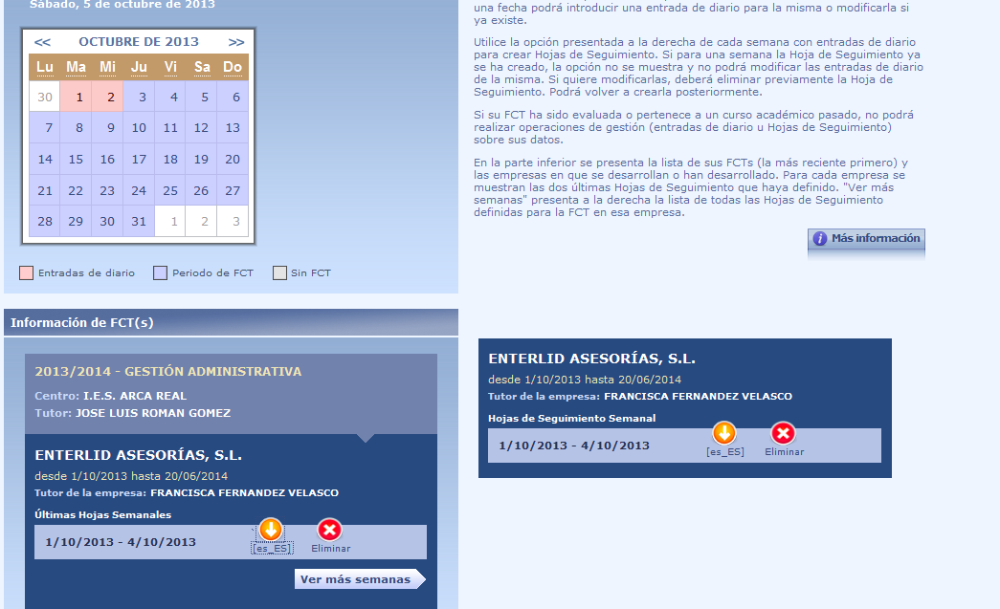 Sábado, 5 de octubre de 2013
<< OCTUBRE DE 2013 >>
Lu Ma Mi Ju Vi Sa Do
30 1 2 3 4 5 6
7 8 9 10 11 12 13
14 15 16 17 18 19 20
21 22 23 24 25 26 27
28 29 30 31 1 2 3
Entradas de diario Periodo de FCT Sin FCT
una fecha podrá introducir una entrada de diario para la misma o modificarla si
ya existe.
Utilice la opción presentada a la derecha de cada semana con entradas de diario
para crear Hojas de Seguimiento. Si para una semana la Hoja de Seguimiento ya
se ha creado, la opción no se muestra y no podrá modificar las entradas de diario
de la misma. Si quiere modificarlas, deberá eliminar previamente la Hoja de
Seguimiento. Podrá volver a crearla posteriormente.
Si su FCT ha sido evaluada o pertenece a un curso académico pasado, no podrá
realizar operaciones de gestión (entradas de diario u Hojas de Seguimiento)
sobre sus datos.
En la parte inferior se presenta la lista de sus FCTs (la más reciente primero) y
las empresas en que se desarrollan o han desarrollado. Para cada empresa se
muestran las dos últimas Hojas de Seguimiento que haya definido. "Ver más
semanas" presenta a la derecha la lista de todas las Hojas de Seguimiento
definidas para la FCT en esa empresa.
i Más información
Información de FCT(s)
2013/2014 - GESTIÓN ADMINISTRATIVA
Centro: I.E.S. ARCA REAL
Tutor: JOSE LUIS ROMAN GOMEZ
ENTERLID ASESORÍAS, S.L.
desde 1/10/2013 hasta 20/06/2014
Tutor de la empresa: FRANCISCA FERNANDEZ VELASCO
Últimas Hojas Semanales
1/10/2013 - 4/10/2013 [es_ES] Eliminar
Ver más semanas
ENTERLID ASESORÍAS, S.L.
desde 1/10/2013 hasta 20/06/2014
Tutor de la empresa: FRANCISCA FERNANDEZ VELASCO
Hojas de Seguimiento Semanal
1/10/2013 - 4/10/2013 [es_ES] Eliminar